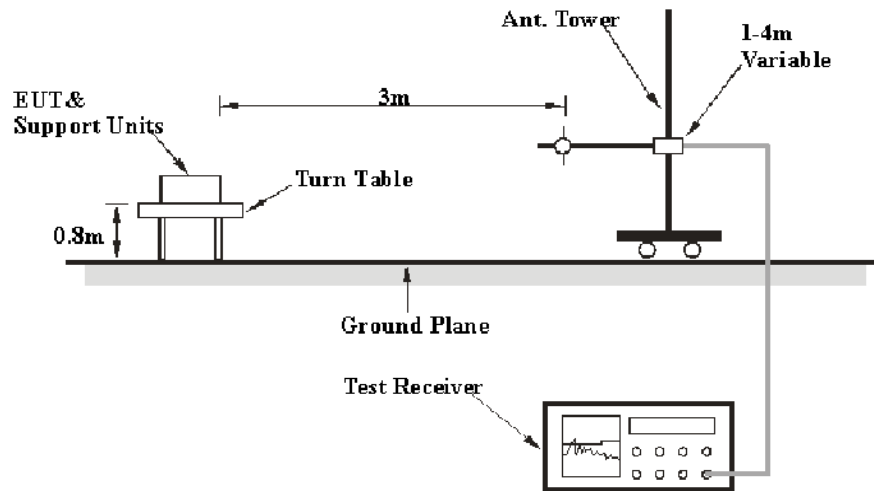 Ant. Tower
1-4m
Variable
3m
EUT&
Support Units
Turn Table
0.8m
Ground Plane
Test Receiver